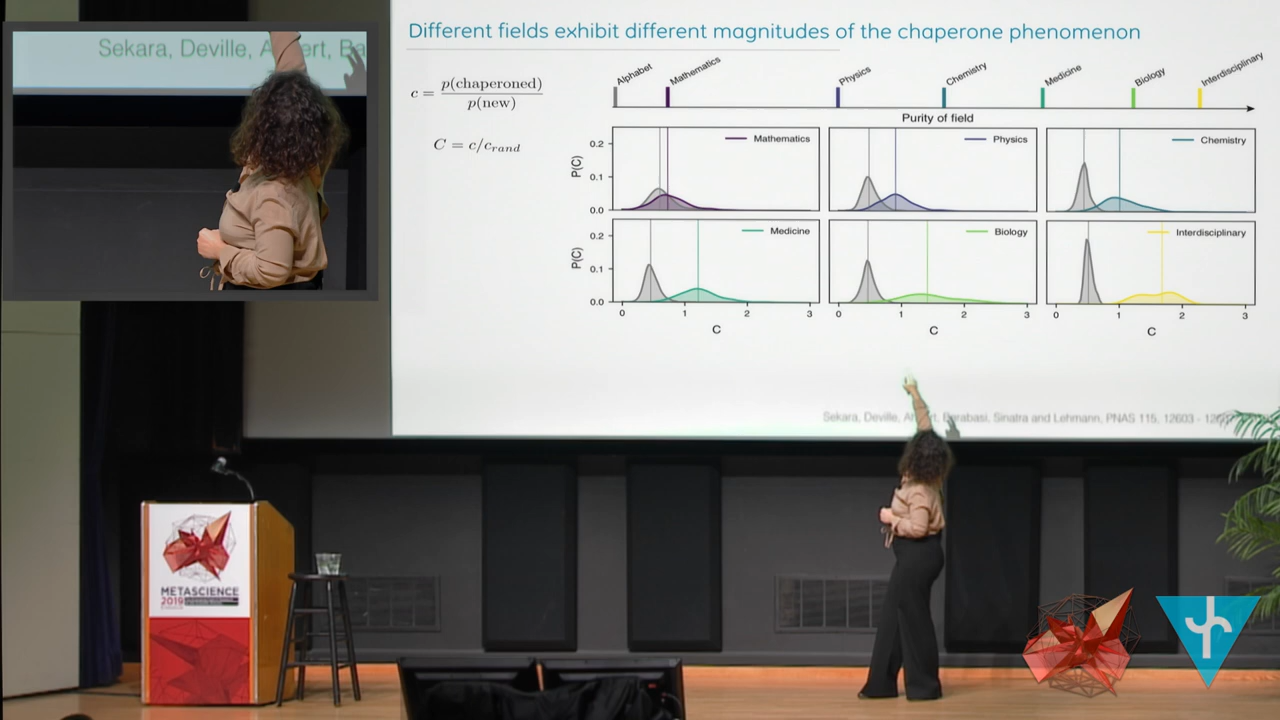 Sekara, Deville, A ert, Ba
Different fields exhibit different magnitudes of the chaperone phenomenon
c = p(chaperoned)
p(new)
C = c/c_rand
Alphabet
Mathematics
Physics
Chemistry
Medicine
Biology
Interdisciplinary
Purity of field
P(C)
0.2
0.1
0.0
Mathematics
Physics
Chemistry
P(C)
0.2
0.1
0.0
Medicine
Biology
Interdisciplinary
0 1 2 3
0 1 2 3
0 1 2 3
C
C
C
Sekara, Deville, A rt, Barabasi, Sinatra and Lehmann, PNAS 115, 12603 -
METASCIENCE
2019